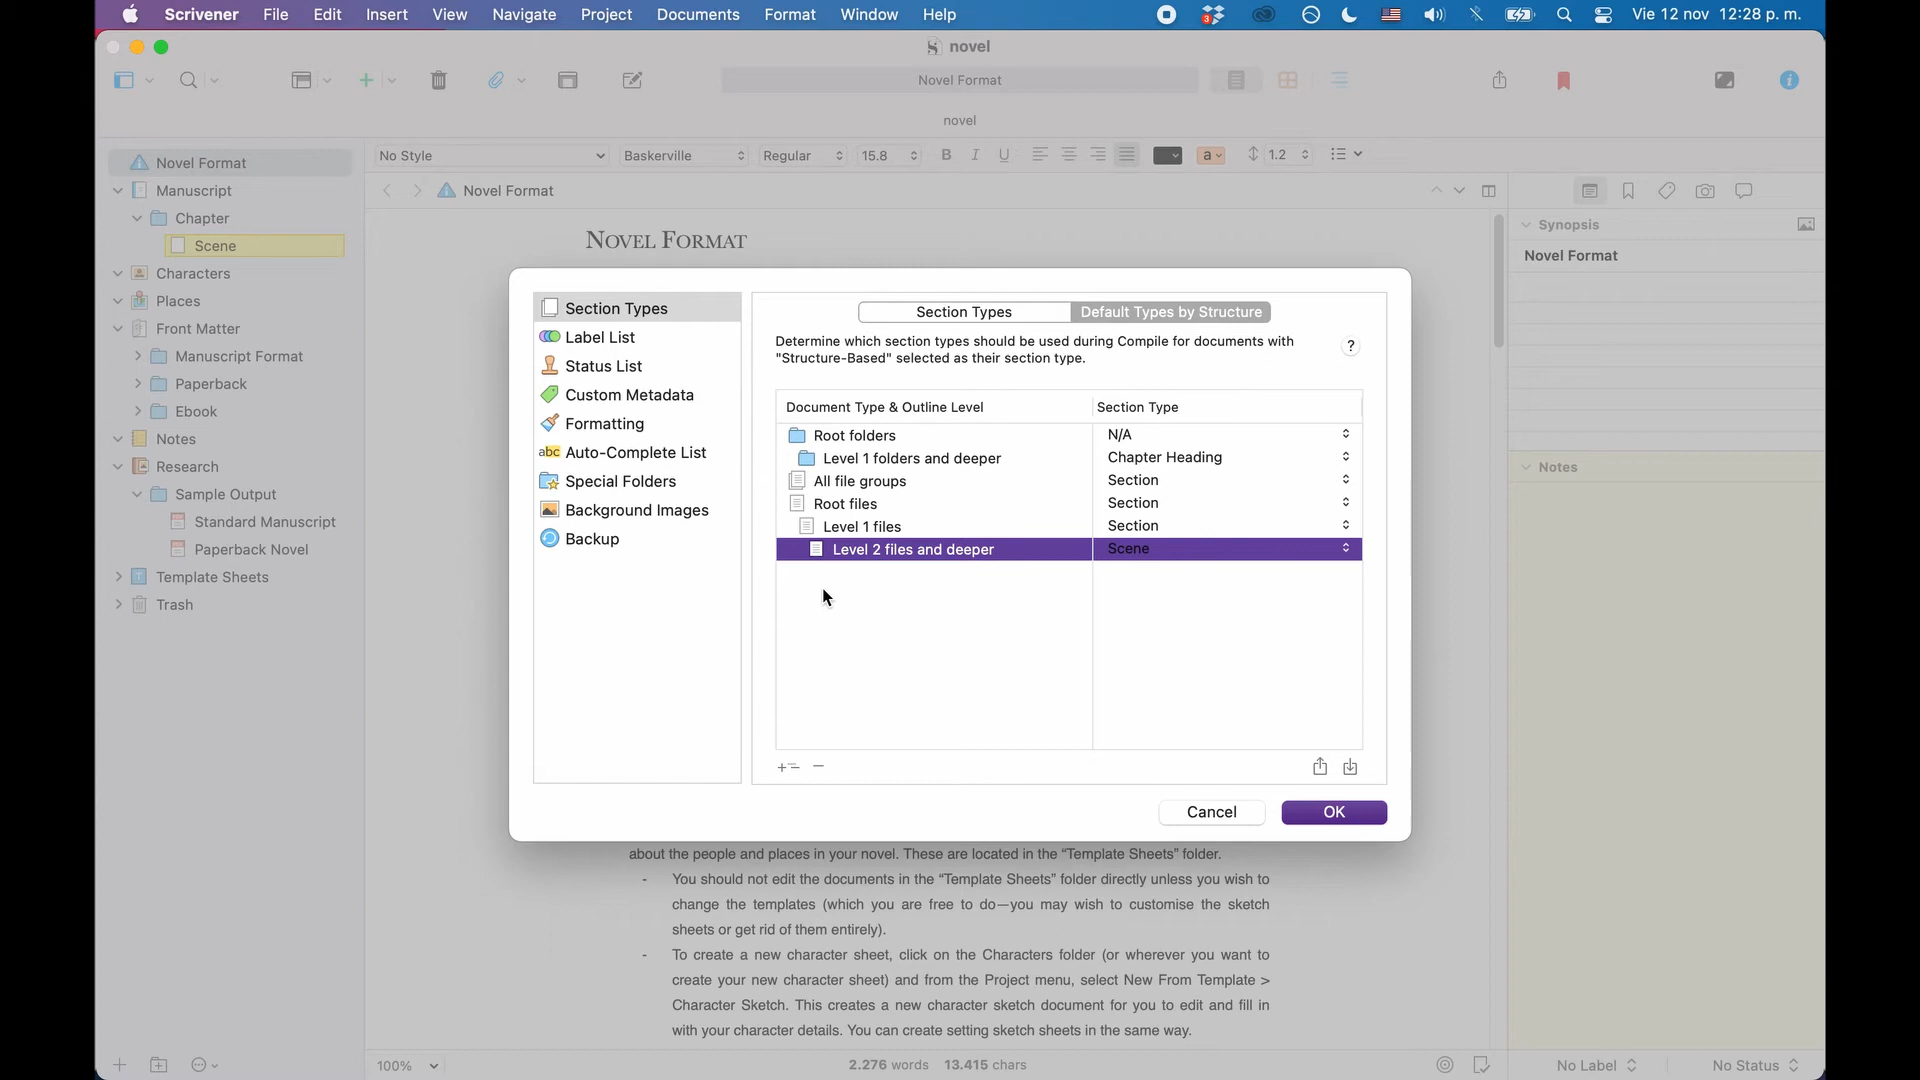 Scrivener File Edit Insert View Navigate Project Documents Format Window Help
3
Vie 12 nov 12:28 p. m.
novel
Novel Format
novel
No Style
Baskerville
Regular
15.8
B I U
a
1.2
Novel Format
Manuscript
Chapter
Scene
Characters
Places
Front Matter
Manuscript Format
Paperback
Ebook
Notes
Research
Sample Output
Standard Manuscript
Paperback Novel
Template Sheets
Trash
Novel Format
NOVEL FORMAT
Synopsis
Novel Format
Notes
Section Types
Label List
Status List
Custom Metadata
Formatting
abc Auto-Complete List
Special Folders
Background Images
Backup
Section Types
Default Types by Structure
Determine which section types should be used during Compile for documents with
"Structure-Based" selected as their section type.
?
Document Type & Outline Level
Section Type
Root folders
N/A
Level 1 folders and deeper
Chapter Heading
All file groups
Section
Root files
Section
Level 1 files
Section
Level 2 files and deeper
Scene
Cancel
OK
about the people and places in your novel. These are located in the “Template Sheets” folder.
- You should not edit the documents in the “Template Sheets” folder directly unless you wish to
change the templates (which you are free to do—you may wish to customise the sketch
sheets or get rid of them entirely).
- To create a new character sheet, click on the Characters folder (or wherever you want to
create your new character sheet) and from the Project menu, select New From Template >
Character Sketch. This creates a new character sketch document for you to edit and fill in
with your character details. You can create setting sketch sheets in the same way.
100%
2.276 words 13.415 chars
No Label
No Status